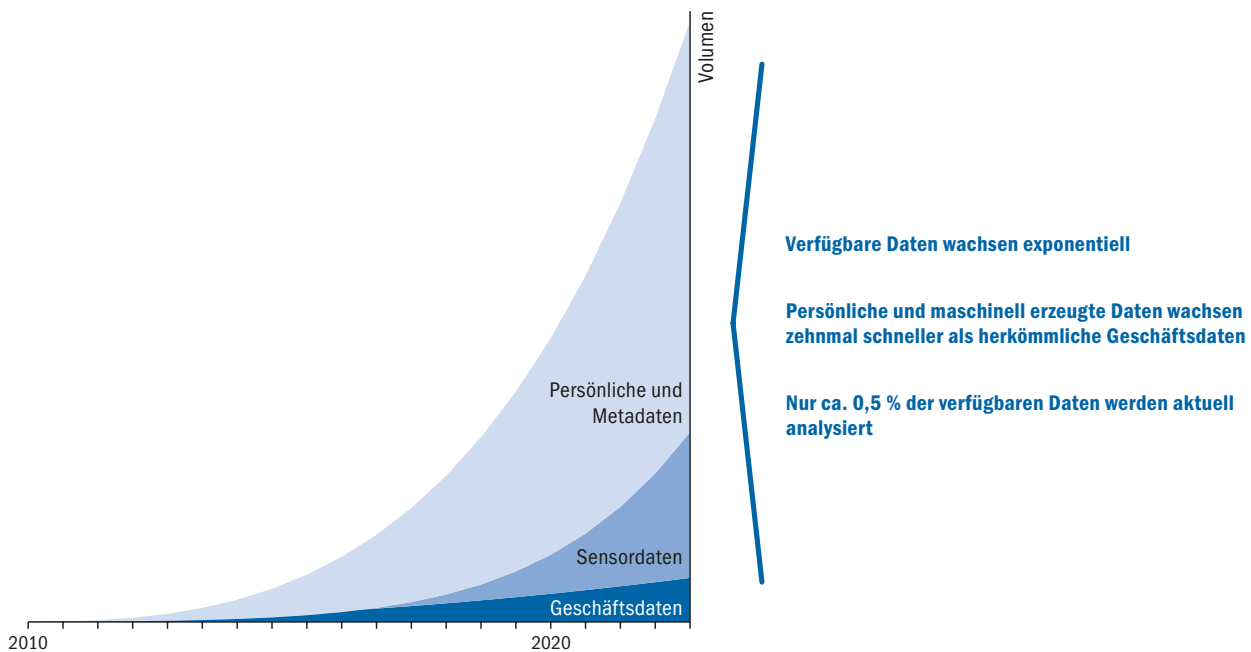 Volumen
Verfügbare Daten wachsen exponentiell
Persönliche und maschinell erzeugte Daten wachsen
zehnmal schneller als herkömmliche Geschäftsdaten
Nur ca. 0,5 % der verfügbaren Daten werden aktuell
analysiert
Persönliche und
Metadaten
Sensordaten
Geschäftsdaten
2010
2020